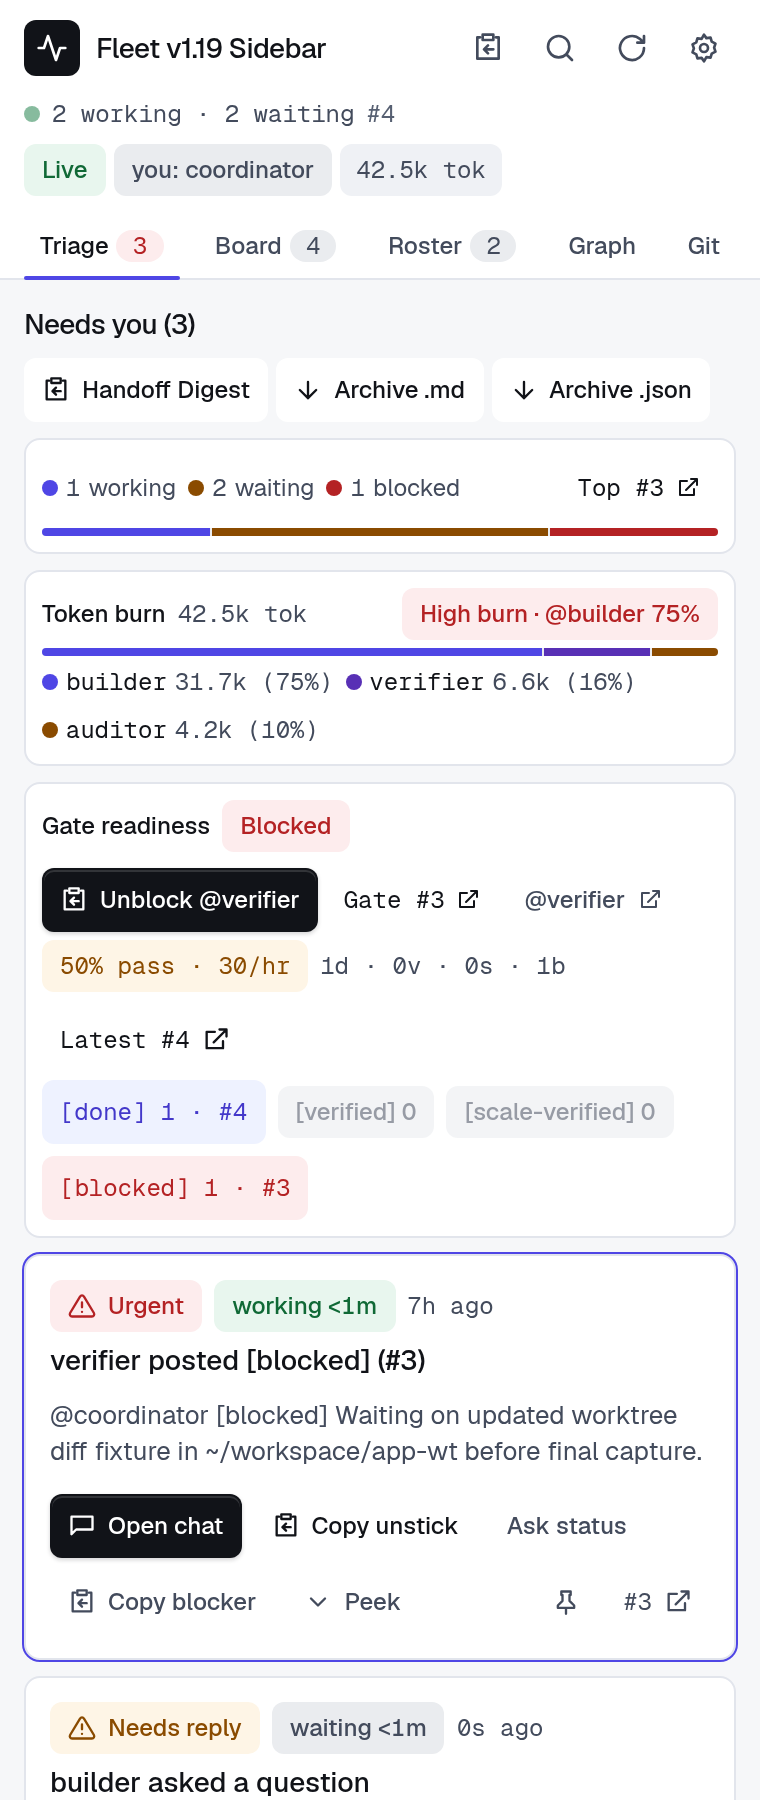 Fleet v1.19 Sidebar
2 working · 2 waiting #4
Live you: coordinator 42.5k tok
Triage 3 Board 4 Roster 2 Graph Git
Needs you (3)
Handoff Digest Archive .md Archive .json
1 working 2 waiting 1 blocked Top #3
Token burn 42.5k tok High burn · @builder 75%
builder 31.7k (75%) verifier 6.6k (16%)
auditor 4.2k (10%)
Gate readiness Blocked
Unblock @verifier Gate #3 @verifier
50% pass · 30/hr 1d · 0v · 0s · 1b
Latest #4
[done] 1 · #4 [verified] 0 [scale-verified] 0
[blocked] 1 · #3
Urgent working <1m 7h ago
verifier posted [blocked] (#3)
@coordinator [blocked] Waiting on updated worktree
diff fixture in ~/workspace/app-wt before final capture.
Open chat Copy unstick Ask status
Copy blocker Peek #3
Needs reply waiting <1m 0s ago
builder asked a question